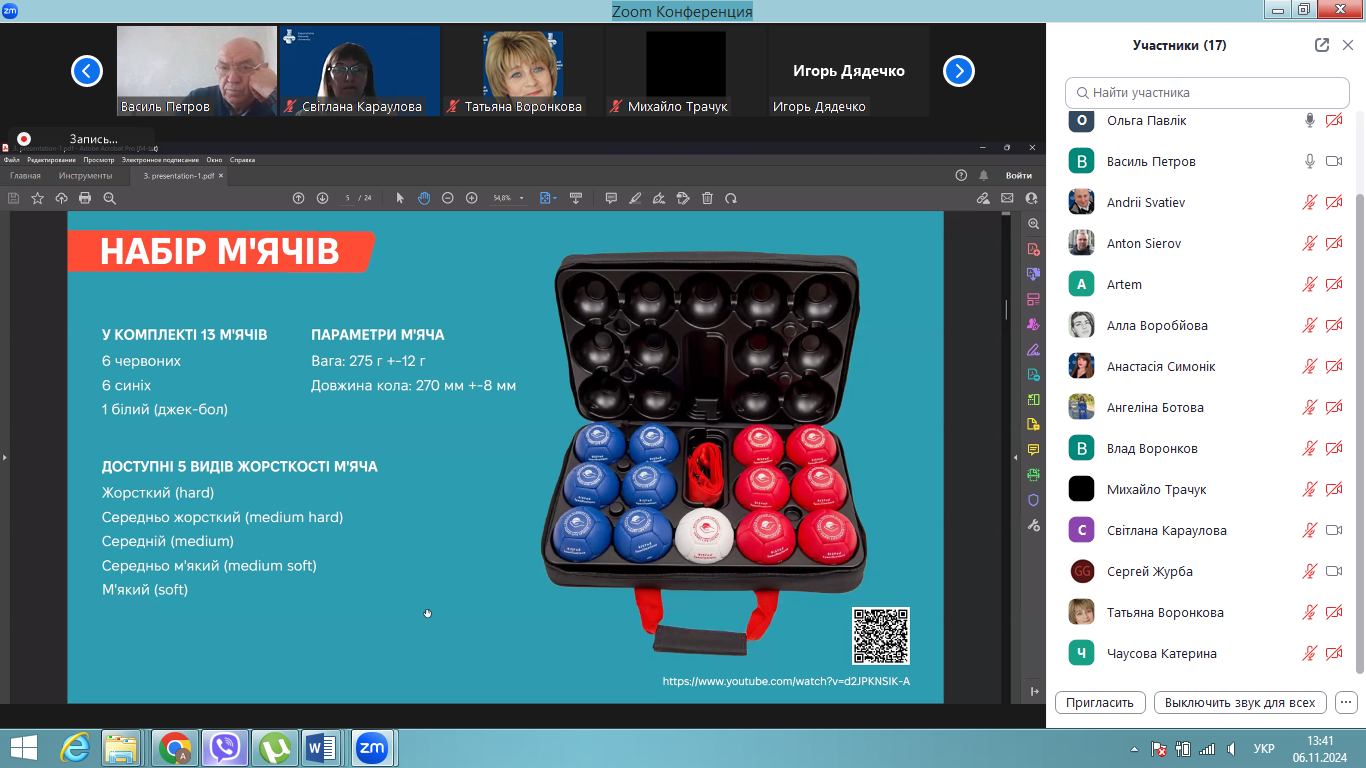 zm
Zoom Конференция
Василь Петров
Світлана Караулова
Татьяна Воронкова
Михайло Трачук
Игорь Дядечко
Игорь Дядечко
Запись...
Файл Редактирование Просмотр Электронное подписание Окно Справка
Главная Инструменты 3. presentation-1.pdf × Войти
5 / 24 54,8%
НАБІР М'ЯЧІВ
У КОМПЛЕКТІ 13 М'ЯЧІВ
6 червоних
6 синіх
1 білий (джек-бол)
ПАРАМЕТРИ М'ЯЧА
Вага: 275 г +-12 г
Довжина кола: 270 мм +-8 мм
ДОСТУПНІ 5 ВИДІВ ЖОРСТКОСТІ М'ЯЧА
Жорсткий (hard)
Середньо жорсткий (medium hard)
Середній (medium)
Середньо м'який (medium soft)
М'який (soft)
https://www.youtube.com/watch?v=d2JPKNSIK-A
Участники (17)
Найти участника
О Ольга Павлік
В Василь Петров
Andrii Svatiev
Anton Sierov
A Artem
Алла Воробйова
Анастасія Симонік
Ангеліна Ботова
В Влад Воронков
Михайло Трачук
С Світлана Караулова
GG Сергей Журба
Татьяна Воронкова
Ч Чаусова Катерина
Пригласить Выключить звук для всех ...
A W zm
УКР
13:41
06.11.2024